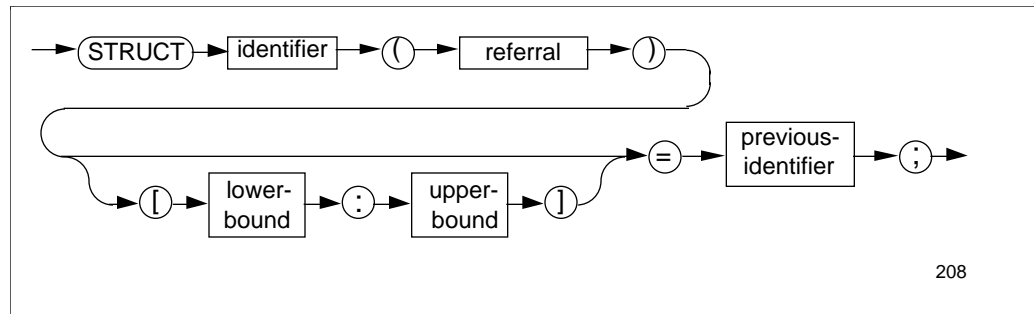 STRUCT identifier ( referral )
= previous-
identifier ;
[ lower-
bound : upper-
bound ]
208